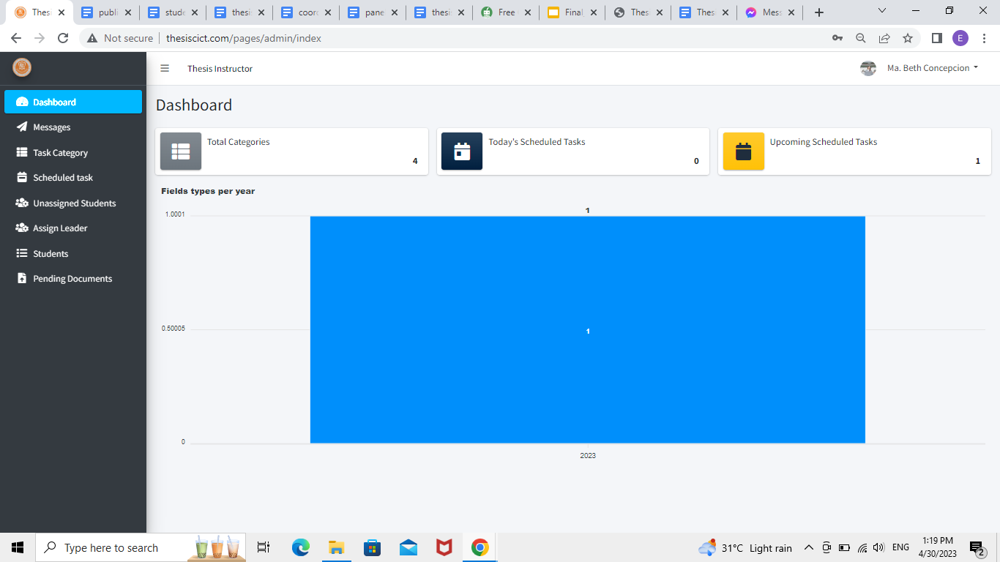 Thesi
publi
stude
thesis
coord
pane
thesis
Free
Final
Thes
Thes
Mess
Not secure
thesiscict.com/pages/admin/index
E
Thesis Instructor
Ma. Beth Concepcion
Dashboard
Messages
Task Category
Scheduled task
Unassigned Students
Assign Leader
Students
Pending Documents
Dashboard
Total Categories
4
Today's Scheduled Tasks
0
Upcoming Scheduled Tasks
1
Fields types per year
1.0001
1
0.50005
1
0
2023
Type here to search
31°C Light rain
ENG
1:19 PM
4/30/2023
2